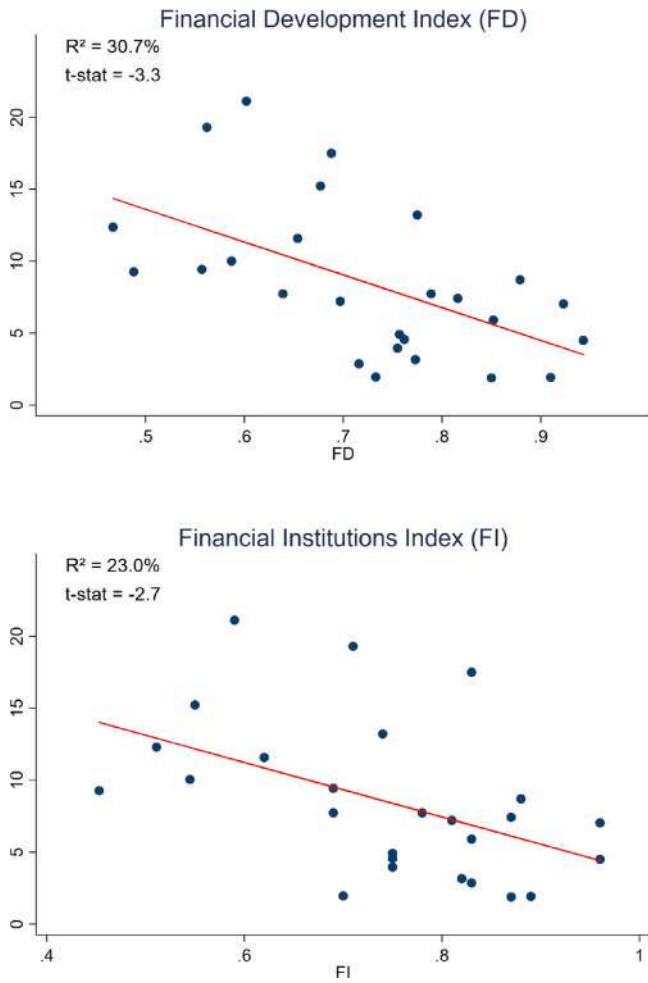 Financial Development Index (FD)
R² = 30.7%
t-stat = -3.3
20
15
10
5
0
.5 .6 .7 .8 .9
FD
Financial Institutions Index (FI)
R² = 23.0%
t-stat = -2.7
20
15
10
5
0
.4 .6 .8 1
FI